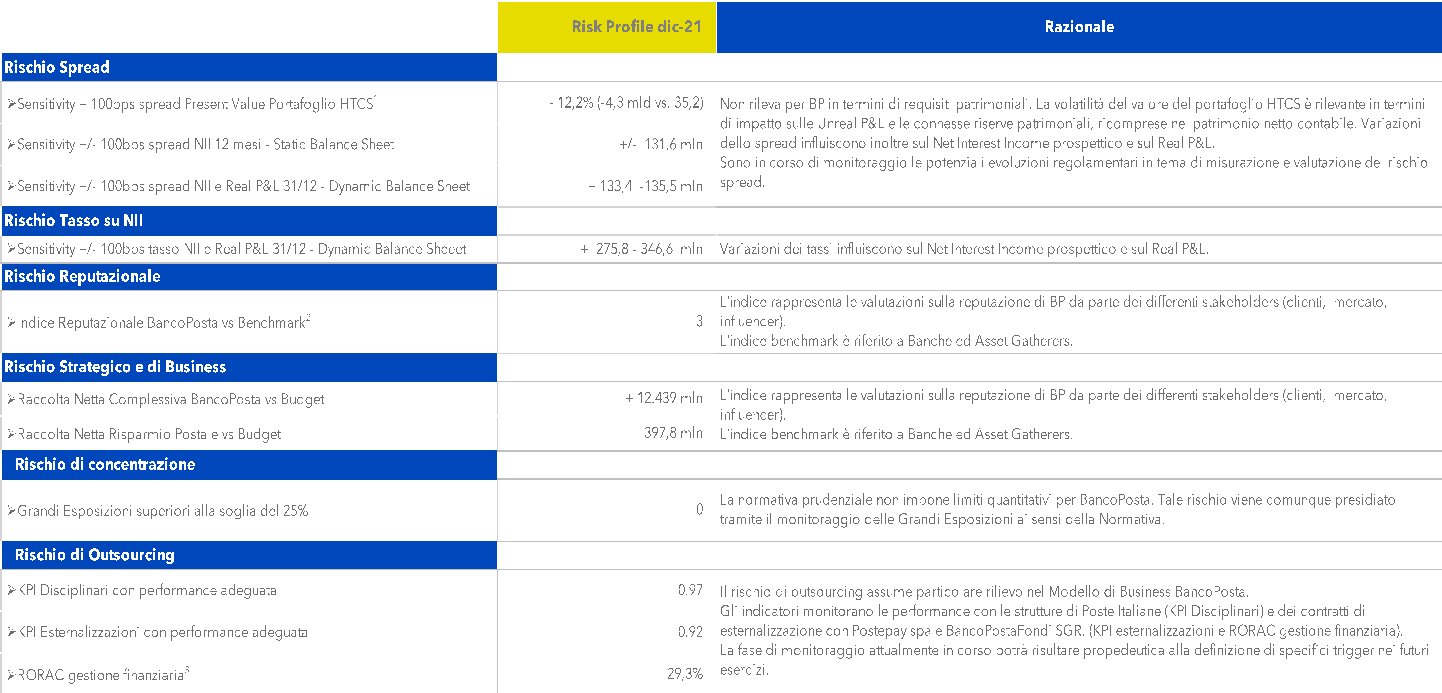 Risk Profile dic-21
Razionale
Rischio Spread
➢Sensitivity – 100bps spread Present Value Portafoglio HTCS¹
- 12,2% (-4,3 mld vs. 35,2)
Non rileva per BP in termini di requisiti patrimoniali. La volatilità del valore del portafoglio HTCS è rilevante in termini
di impatto sulle Unreal P&L e le connesse riserve patrimoniali, ricomprese nel patrimonio netto contabile. Variazioni
dello spread influiscono inoltre sul Net Interest Income prospettico e sul Real P&L.
Sono in corso di monitoraggio le potenziali evoluzioni regolamentari in tema di misurazione e valutazione del rischio
spread.
➢Sensitivity +/- 100bps spread NII 12 mesi - Static Balance Sheet
+/- 131,6 mln
➢Sensitivity +/- 100bps spread NII e Real P&L 31/12 - Dynamic Balance Sheet
+ 133,4 -135,5 mln
Rischio Tasso su NII
➢Sensitivity +/- 100bps tasso NII e Real P&L 31/12 - Dynamic Balance Sheeet
+ 275,8 - 346,6 mln
Variazioni dei tassi influiscono sul Net Interest Income prospettico e sul Real P&L.
Rischio Reputazionale
➢Indice Reputazionale BancoPosta vs Benchmark²
3
L'indice rappresenta le valutazioni sulla reputazione di BP da parte dei differenti stakeholders (clienti, mercato,
influencer).
L'indice benchmark è riferito a Banche ed Asset Gatherers.
Rischio Strategico e di Business
➢Raccolta Netta Complessiva BancoPosta vs Budget
+ 12.439 mln
L'indice rappresenta le valutazioni sulla reputazione di BP da parte dei differenti stakeholders (clienti, mercato,
influencer).
L'indice benchmark è riferito a Banche ed Asset Gatherers.
➢Raccolta Netta Risparmio Postale vs Budget
397,8 mln
Rischio di concentrazione
➢Grandi Esposizioni superiori alla soglia del 25%
0
La normativa prudenziale non impone limiti quantitativi per BancoPosta. Tale rischio viene comunque presidiato
tramite il monitoraggio delle Grandi Esposizioni ai sensi della Normativa.
Rischio di Outsourcing
➢KPI Disciplinari con performance adeguata
0.97
Il rischio di outsourcing assume particolare rilievo nel Modello di Business BancoPosta.
Gli indicatori monitorano le performance con le strutture di Poste Italiane (KPI Disciplinari) e dei contratti di
esternalizzazione con Postepay spa e BancoPostaFondi SGR. (KPI esternalizzazioni e RORAC gestione finanziaria).
La fase di monitoraggio attualmente in corso potrà risultare propedeutica alla definizione di specifici trigger nei futuri
esercizi.
➢KPI Esternalizzazioni con performance adeguata
0.92
➢RORAC gestione finanziaria³
29,3%